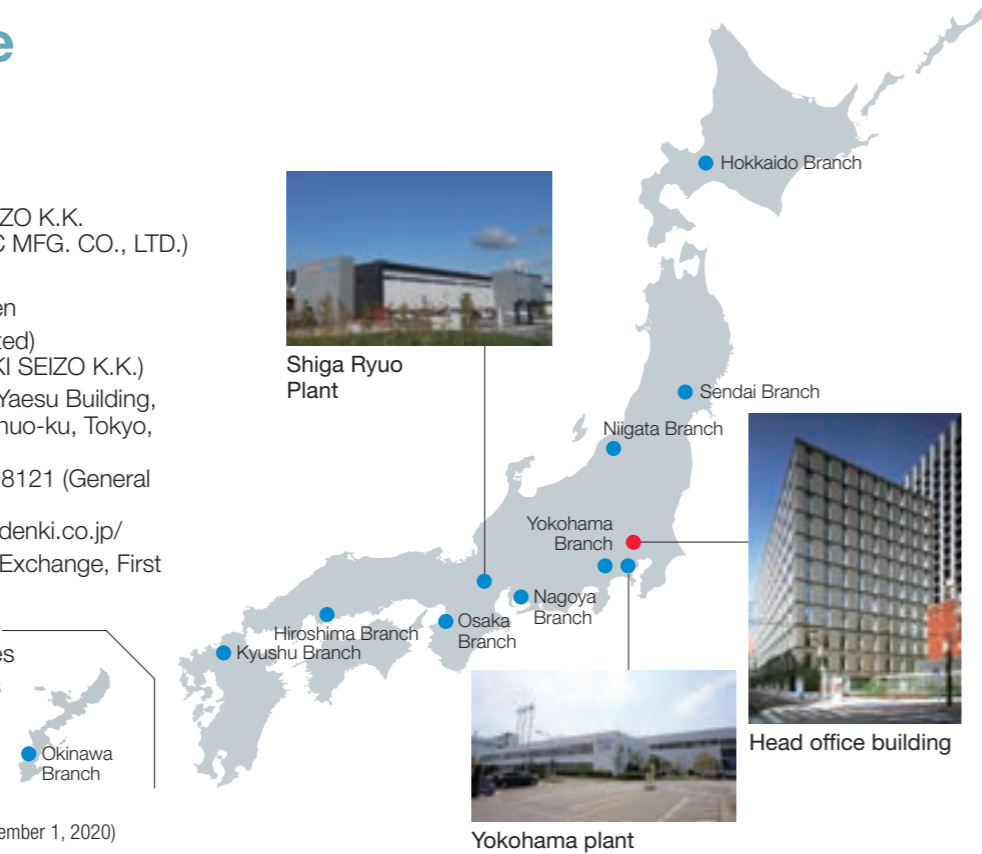 e
ZO K.K.
C MFG. CO., LTD.)
en
ted)
KI SEIZO K.K.)
Yaesu Building,
huo-ku, Tokyo,
8121 (General
denki.co.jp/
Exchange, First
es
Okinawa
Branch
ember 1, 2020)
Hokkaido Branch
Shiga Ryuo
Plant
Sendai Branch
Niigata Branch
Yokohama
Branch
Nagoya
Branch
Osaka
Branch
Hiroshima Branch
Kyushu Branch
Head office building
Yokohama plant